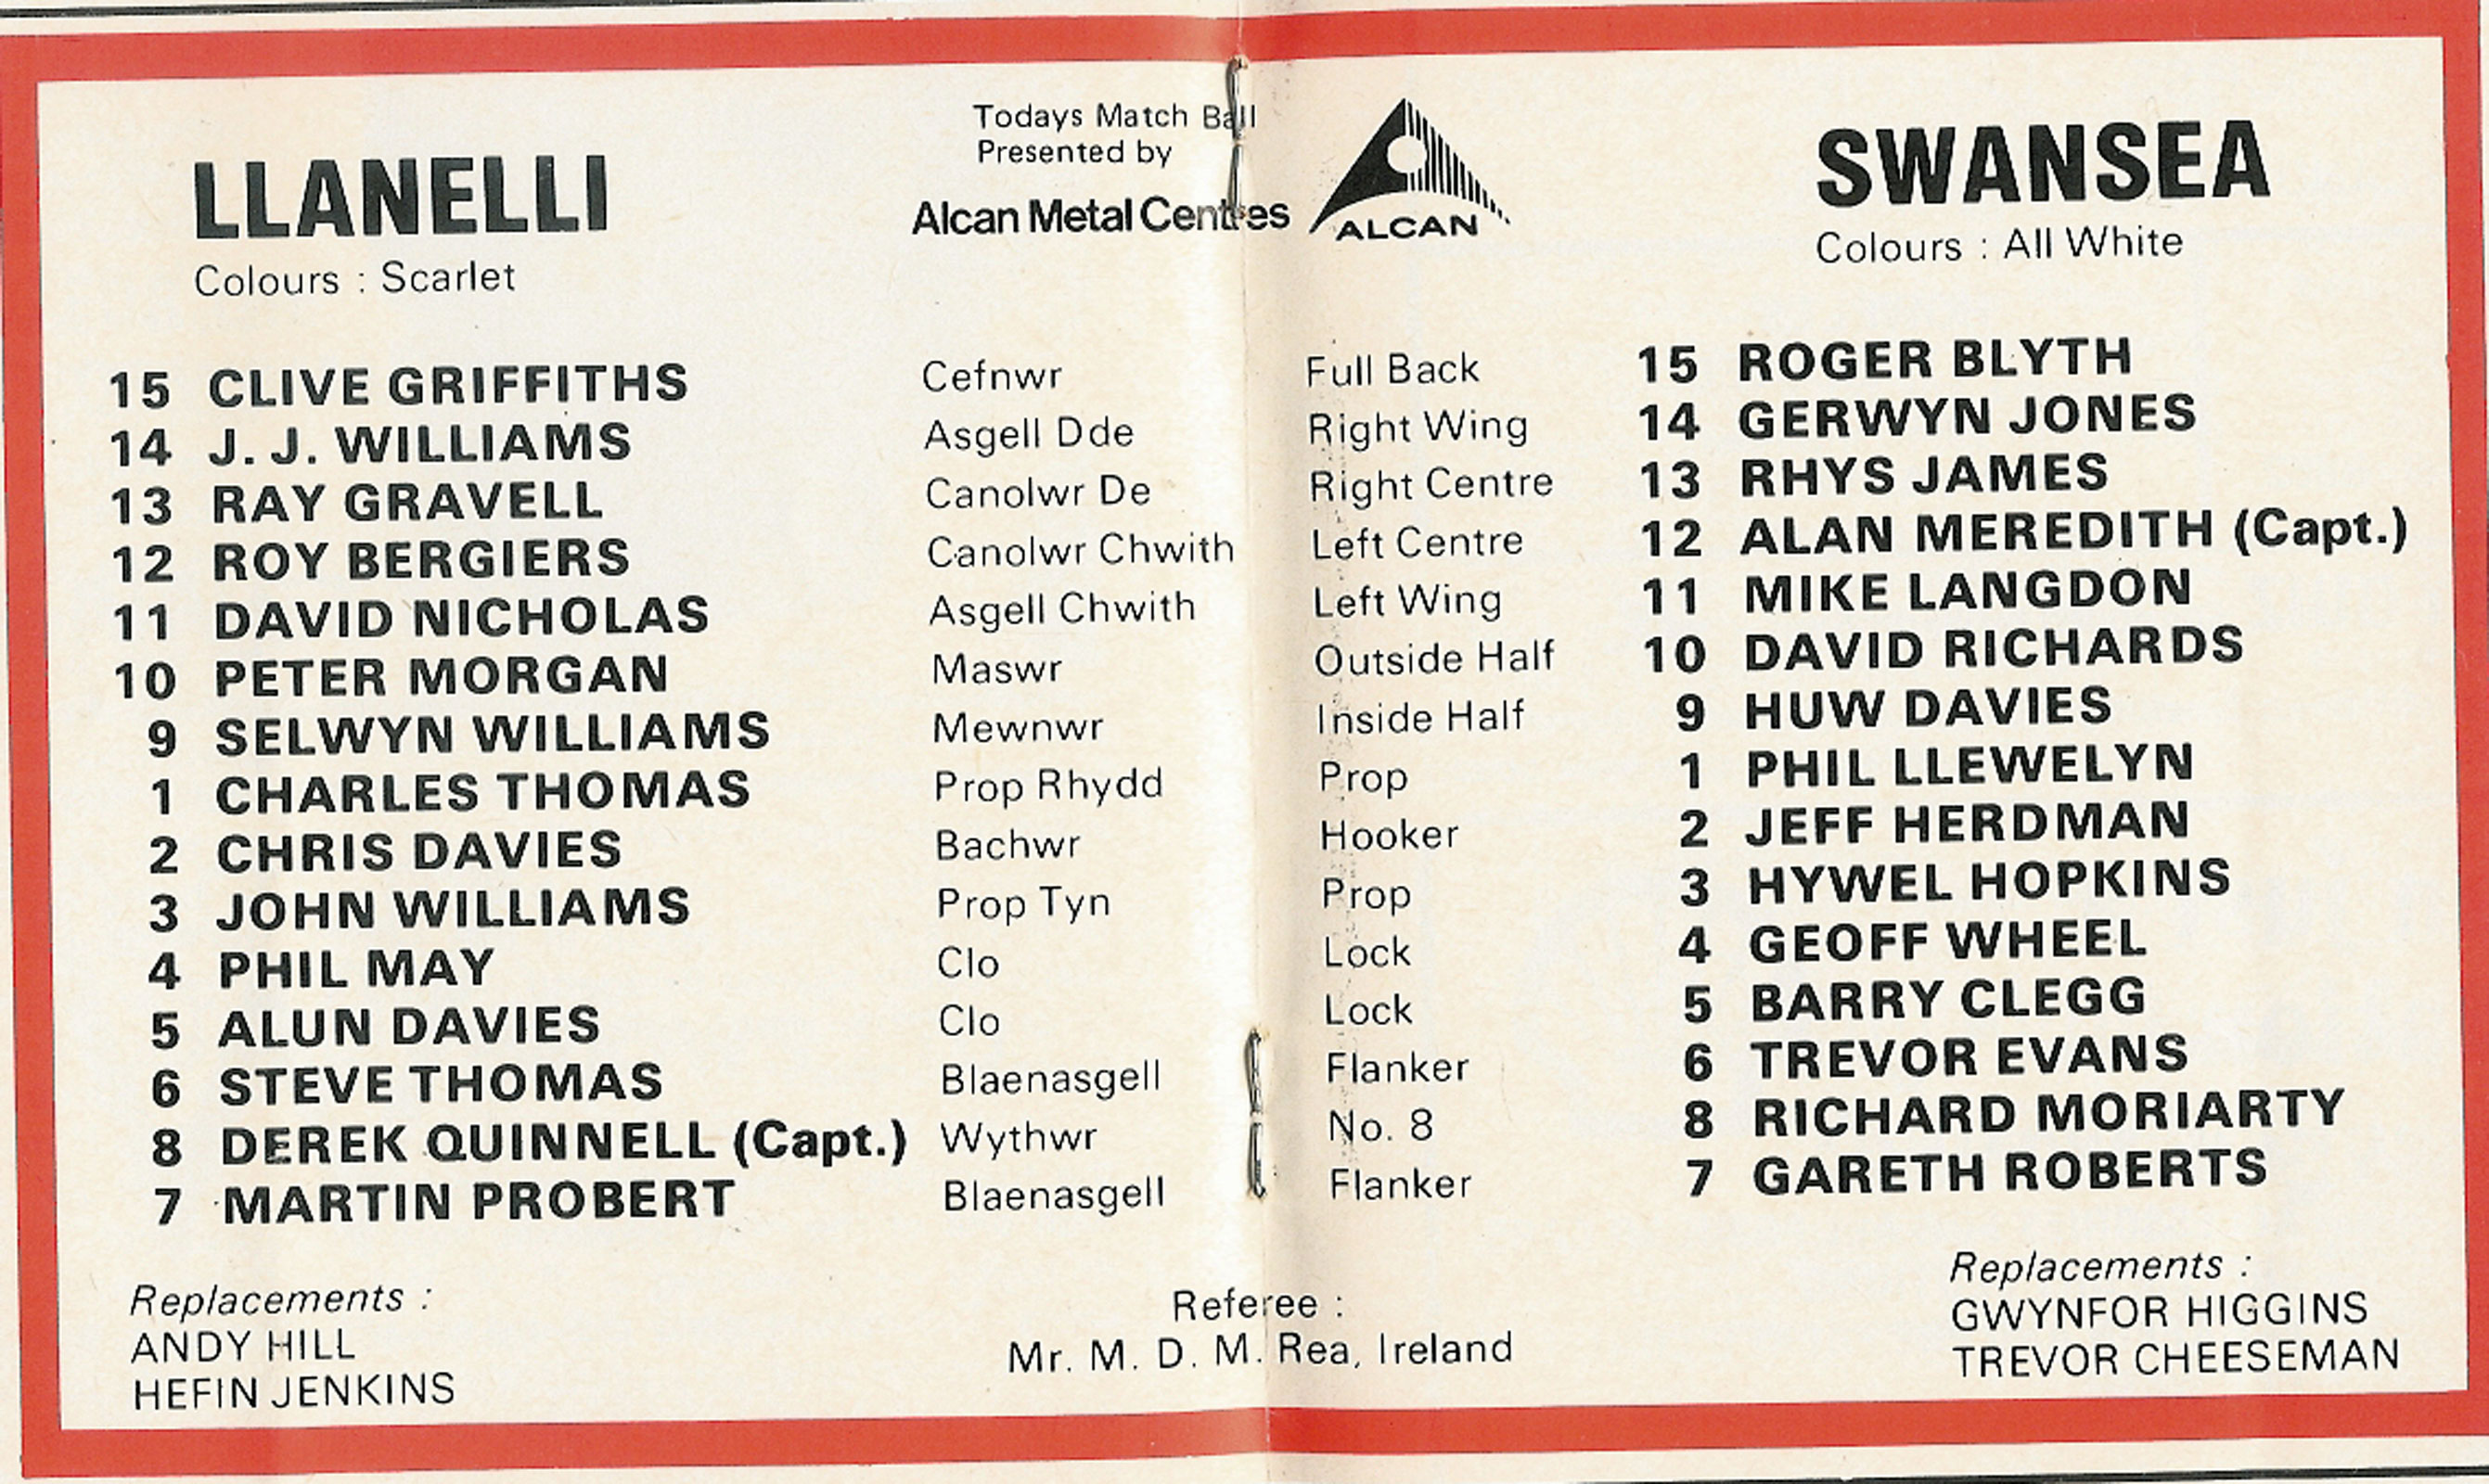 Todays Match Ball
Presented by
Alcan Metal Centres
ALCAN
LLANELLI
Colours : Scarlet
SWANSEA
Colours : All White
15 CLIVE GRIFFITHS Cefnwr Full Back 15 ROGER BLYTH
14 J. J. WILLIAMS Asgell Dde Right Wing 14 GERWYN JONES
13 RAY GRAVELL Canolwr De Right Centre 13 RHYS JAMES
12 ROY BERGIERS Canolwr Chwith Left Centre 12 ALAN MEREDITH (Capt.)
11 DAVID NICHOLAS Asgell Chwith Left Wing 11 MIKE LANGDON
10 PETER MORGAN Maswr Outside Half 10 DAVID RICHARDS
9 SELWYN WILLIAMS Mewnwr Inside Half 9 HUW DAVIES
1 CHARLES THOMAS Prop Rhydd Prop 1 PHIL LLEWELYN
2 CHRIS DAVIES Bachwr Hooker 2 JEFF HERDMAN
3 JOHN WILLIAMS Prop Tyn Prop 3 HYWEL HOPKINS
4 PHIL MAY Clo Lock 4 GEOFF WHEEL
5 ALUN DAVIES Clo Lock 5 BARRY CLEGG
6 STEVE THOMAS Blaenasgell Flanker 6 TREVOR EVANS
8 DEREK QUINNELL (Capt.) Wythwr No. 8 8 RICHARD MORIARTY
7 MARTIN PROBERT Blaenasgell Flanker 7 GARETH ROBERTS
Replacements :
ANDY HILL
HEFIN JENKINS
Referee :
Mr. M. D. M. Rea, Ireland
Replacements :
GWYNFOR HIGGINS
TREVOR CHEESEMAN